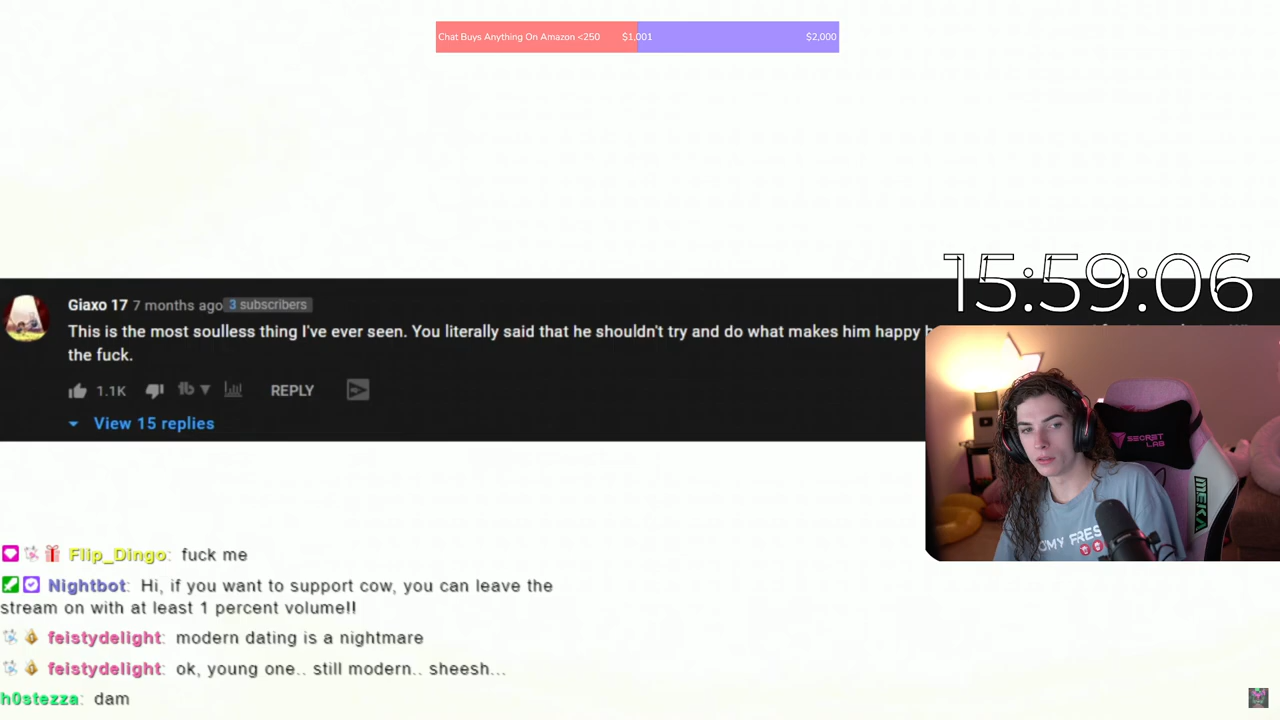 Chat Buys Anything On Amazon <250 $1,001 $2,000
15:59:06
Giaxo 17 7 months ago 3 subscribers
This is the most soulless thing I've ever seen. You literally said that he shouldn't try and do what makes him happy
the fuck.
1.1K REPLY
View 15 replies
SECRET
LAB
MEKA
Flip_Dingo: fuck me
Nightbot: Hi, if you want to support cow, you can leave the
stream on with at least 1 percent volume!!
feistydelight: modern dating is a nightmare
feistydelight: ok, young one.. still modern.. sheesh...
h0stezza: dam